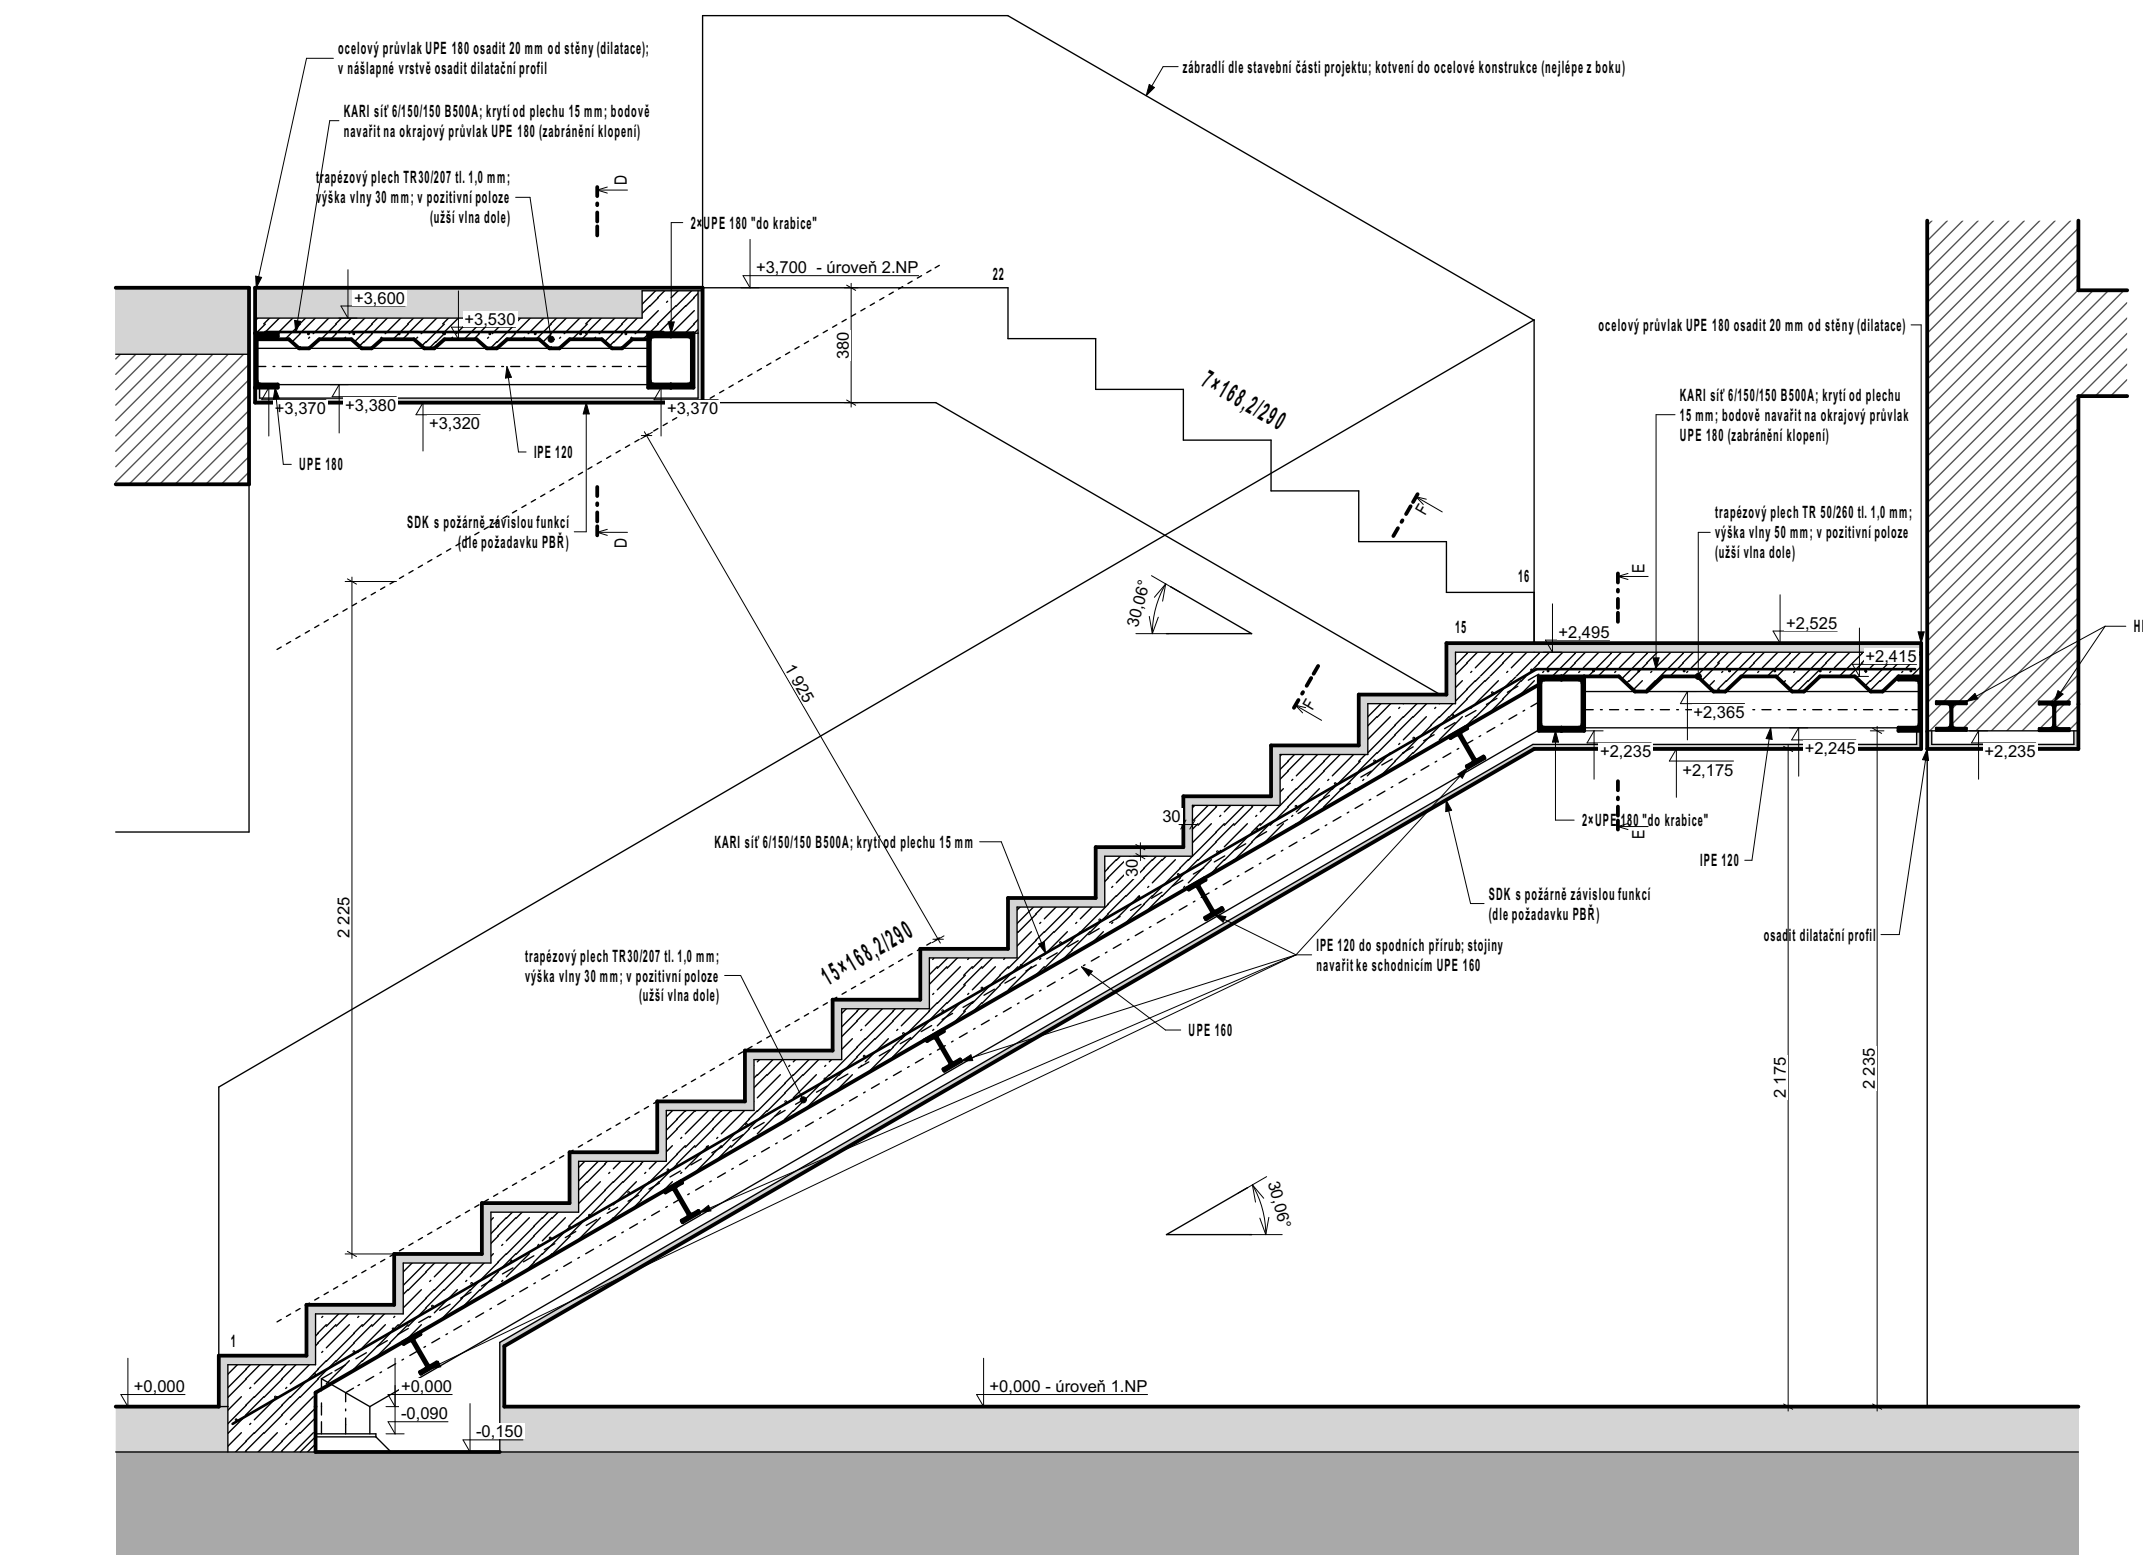 ocelový průvlak UPE 180 osadit 20 mm od stěny (dilatace);
v nášlapné vrstvě osadit dilatační profil
zábradlí dle stavební části projektu; kotvení do ocelové konstrukce (nejlépe z boku)
KARI síť 6/150/150 B500A; krytí od plechu 15 mm; bodově
navařit na okrajový průvlak UPE 180 (zabránění klopení)
trapézový plech TR30/207 tl. 1,0 mm;
výška vlny 30 mm; v pozitivní poloze
(užší vlna dole)
D
2×UPE 180 "do krabice"
+3,700 - úroveň 2.NP
22
+3,600
+3,530
380
ocelový průvlak UPE 180 osadit 20 mm od stěny (dilatace)
+3,370
+3,380
+3,320
+3,370
7×168,2/290
KARI síť 6/150/150 B500A; krytí od plechu
15 mm; bodově navařit na okrajový průvlak
UPE 180 (zabránění klopení)
UPE 180
IPE 120
SDK s požárně závislou funkcí
(dle požadavku PBŘ)
D
F
trapézový plech TR 50/260 tl. 1,0 mm;
výška vlny 50 mm; v pozitivní poloze
(užší vlna dole)
E
16
30,06°
15
+2,495
+2,525
+2,415
1 925
F
+2,365
+2,235
+2,245
+2,175
+2,235
30
2×UPE 180 "do krabice"
E
KARI síť 6/150/150 B500A; krytí od plechu 15 mm
30
IPE 120
SDK s požárně závislou funkcí
(dle požadavku PBŘ)
2 225
osadit dilatační profil
15×168,2/290
IPE 120 do spodních přírub; stojiny
navařit ke schodnicím UPE 160
trapézový plech TR30/207 tl. 1,0 mm;
výška vlny 30 mm; v pozitivní poloze
(užší vlna dole)
UPE 160
2 175
2 235
30,06°
1
+0,000
+0,000
-0,090
-0,150
+0,000 - úroveň 1.NP